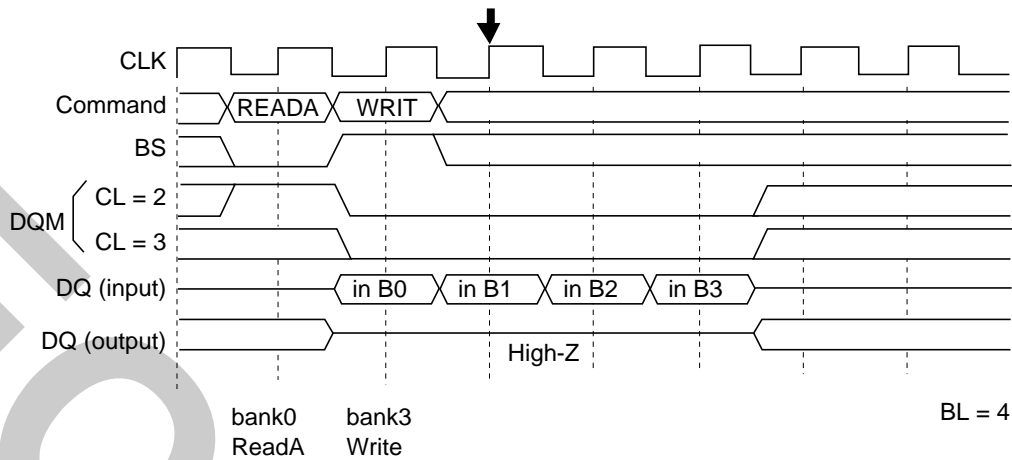 CLK
Command READA WRIT
BS
DQM CL = 2
CL = 3
DQ (input) in B0 in B1 in B2 in B3
DQ (output) High-Z
bank0 bank3 BL = 4
ReadA Write